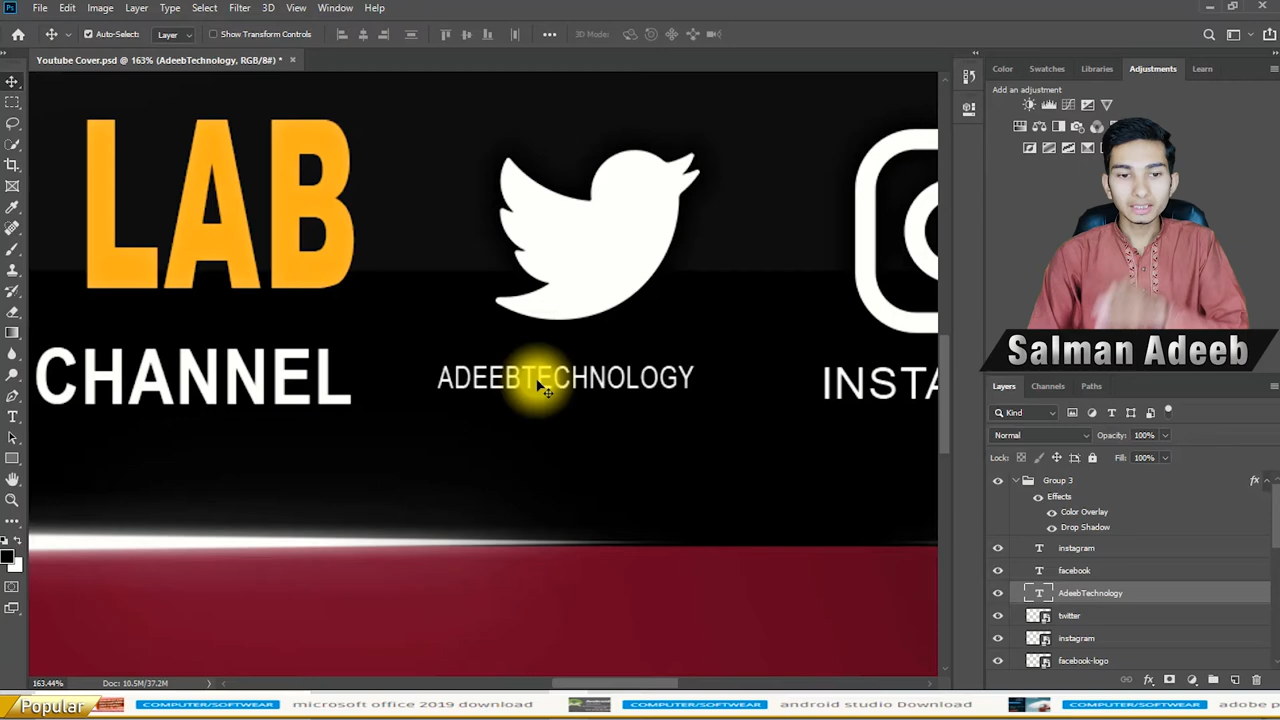 File Edit Image Layer Type Select Filter 3D View Window Help
Auto-Select: Layer Show Transform Controls 3D Mode:
Youtube Cover.psd @ 163% (AdeebTechnology, RGB/8#) *
Color Swatches Libraries Adjustments Learn
Add an adjustment
LAB
CHANNEL
ADEEBTECHNOLOGY
INSTA
Salman Adeeb
Layers Channels Paths
Kind
Normal Opacity: 100%
Lock: Fill: 100%
Group 3 fx
Effects
Color Overlay
Drop Shadow
T instagram
T facebook
AdeebTechnology
twitter
instagram
facebook-logo
163.44% Doc: 10.5M/37.2M
Popular COMPUTER/SOFTWEAR microsoft office 2019 download COMPUTER/SOFTWEAR android studio Download COMPUTER/SOFTWEAR adobe p